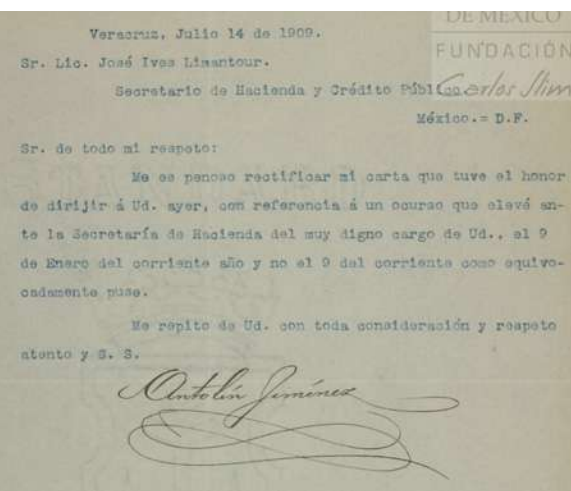 DE MÉXICO
FUNDACIÓN
Carlos Slim
Veracruz, Julio 14 de 1909.
Sr. Lic. José Ives Limantour.
Secretario de Hacienda y Crédito Público.
México.= D.F.
Sr. de todo mi respeto:
Me es penoso rectificar mi carta que tuve el honor
de dirijir á Ud. ayer, con referencia á un ocurso que elevé an-
te la Secretaría de Hacienda del muy digno cargo de Ud., el 9
de Enero del corriente año y no el 9 del corriente como equivo-
cadamente puse.
Me repito de Ud. con toda consideración y respeto
atento y S. S.
Antolín Jiménez